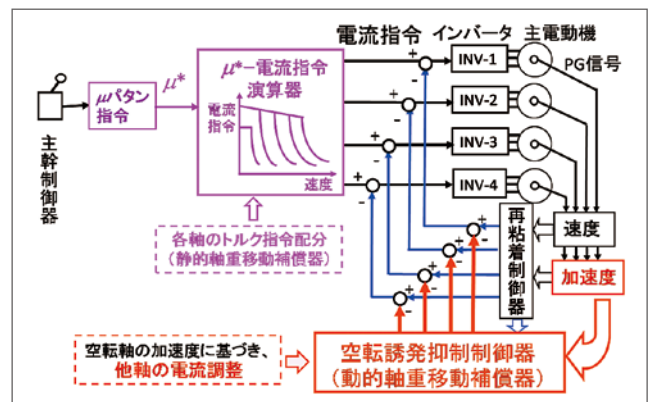 電流指令
インバータ
主電動機
PG信号
μ*-電流指令
演算器
電流
指令
速度
μパタン
指令
μ*
主幹制御器
+
-
INV-1
+
-
INV-2
+
-
INV-3
+
-
INV-4
各軸のトルク指令配分
(静的軸重移動補償器)
再粘着制御器
速度
加速度
+
-
+
-
+
-
+
-
空転軸の加速度に基づき、
他軸の電流調整
空転誘発抑制制御器
(動的軸重移動補償器)